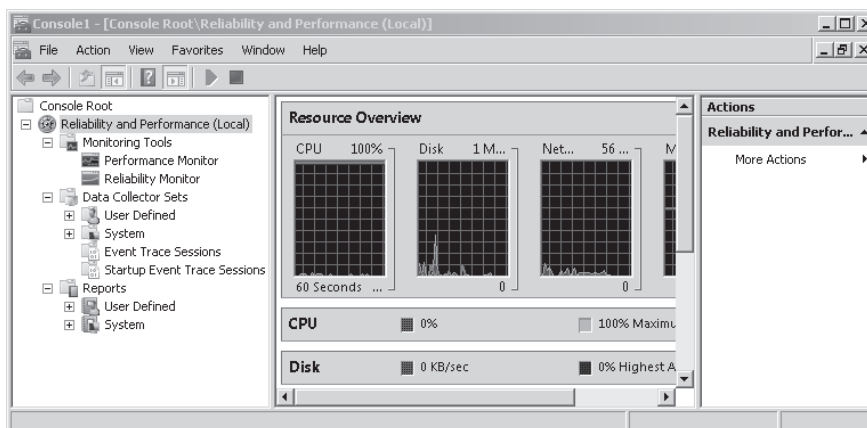 Console1 - [Console Root\Reliability and Performance (Local)]
File Action View Favorites Window Help
Console Root
Reliability and Performance (Local)
Monitoring Tools
Performance Monitor
Reliability Monitor
Data Collector Sets
User Defined
System
Event Trace Sessions
Startup Event Trace Sessions
Reports
User Defined
System
Resource Overview
CPU 100%
Disk 1 M...
Net... 56 ...
M
60 Seconds ...
0
0
CPU 0% 100% Maximu
Disk 0 KB/sec 0% Highest A
Actions
Reliability and Perfor...
More Actions